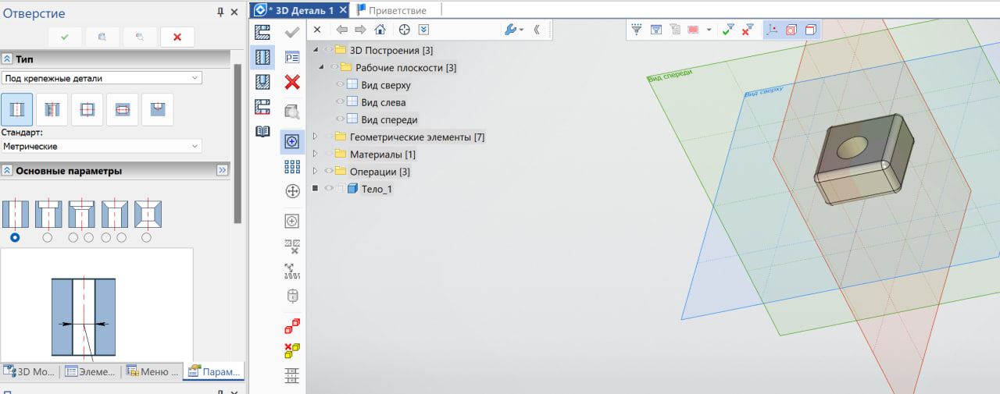 Отверстие
* 3D Деталь 1
Приветствие
Тип
Под крепежные детали
Стандарт:
Метрические
Основные параметры
3D Мо...
Элеме...
Меню ...
Парам...
3D Построения [3]
Рабочие плоскости [3]
Вид сверху
Вид слева
Вид спереди
Геометрические элементы [7]
Материалы [1]
Операции [3]
Тело_1
Вид спереди
Вид сверху